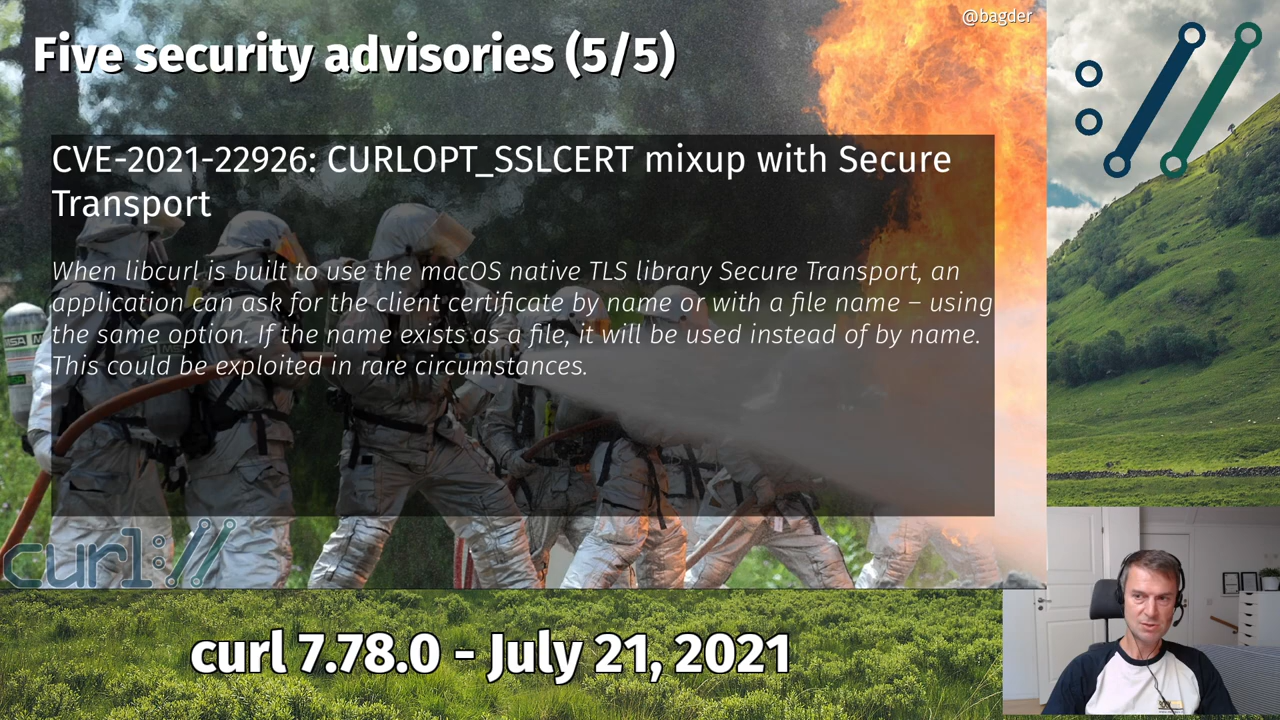 @bagder
Five security advisories (5/5)
CVE-2021-22926: CURLOPT_SSLCERT mixup with Secure
Transport
When libcurl is built to use the macOS native TLS library Secure Transport, an
application can ask for the client certificate by name or with a file name – using
the same option. If the name exists as a file, it will be used instead of by name.
This could be exploited in rare circumstances.
curl://
curl 7.78.0 - July 21, 2021